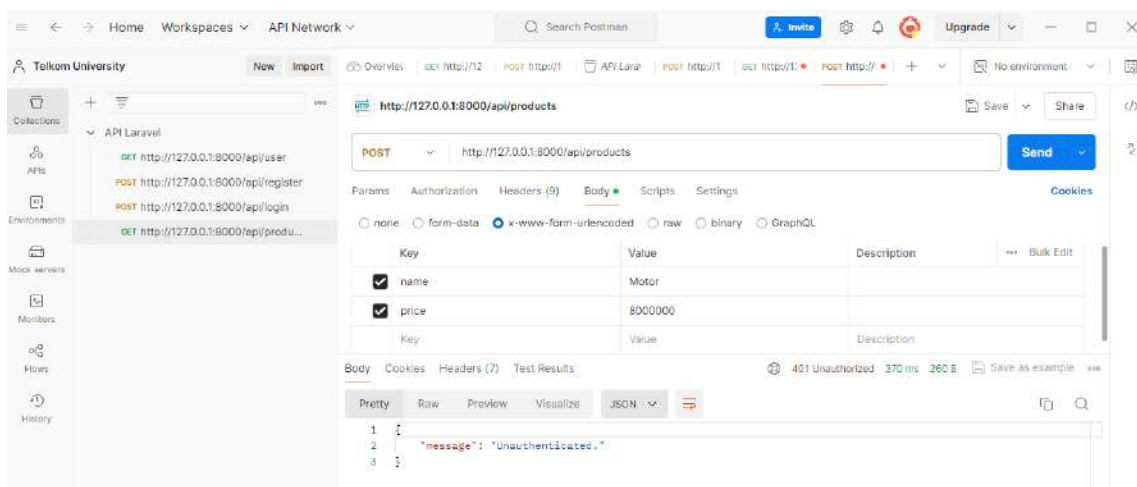 Home Workspaces API Network Search Postman Invite Upgrade
Telkom University New Import Overview GET http://12 POST http://1 API Larav POST http://1 GET http://1: POST http:// No environment
Collections
APIs
Environments
Mock servers
Monitors
Flows
History
API Laravel
GET http://127.0.0.1:8000/api/user
POST http://127.0.0.1:8000/api/register
POST http://127.0.0.1:8000/api/login
GET http://127.0.0.1:8000/api/produ...
HTTP http://127.0.0.1:8000/api/products Save Share
POST http://127.0.0.1:8000/api/products Send
Params Authorization Headers (9) Body Scripts Settings Cookies
none form-data x-www-form-urlencoded raw binary GraphQL
Key Value Description Bulk Edit
name Motor
price 8000000
Key Value Description
Body Cookies Headers (7) Test Results 401 Unauthorized 370 ms 260 B Save as example
Pretty Raw Preview Visualize JSON
1 {
2 "message": "Unauthenticated."
3 }